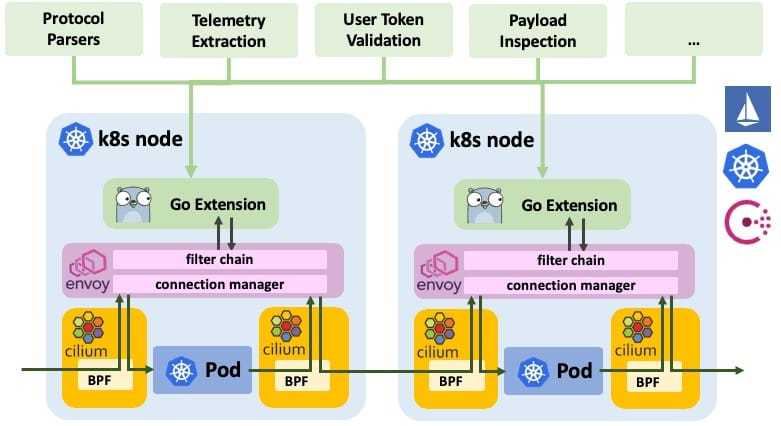 Protocol
Parsers
Telemetry
Extraction
User Token
Validation
Payload
Inspection
...
k8s node
k8s node
Go Extension
Go Extension
filter chain
connection manager
envoy
filter chain
connection manager
envoy
cilium
BPF
Pod
cilium
BPF
cilium
BPF
Pod
cilium
BPF